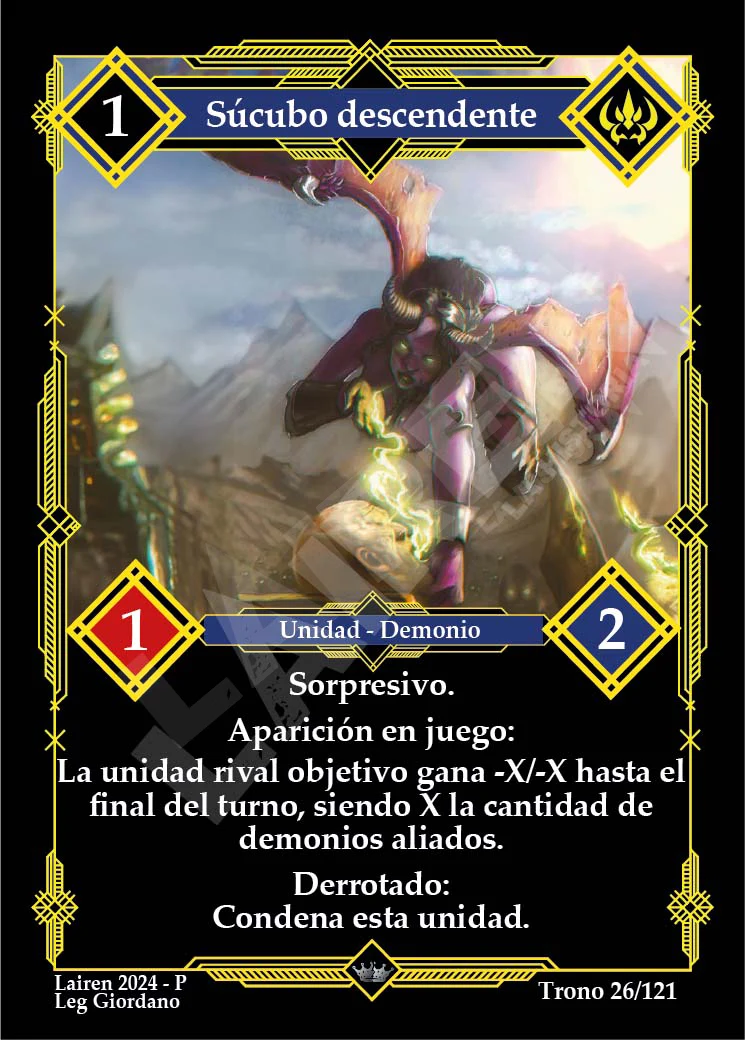 1
Súcubo descendente
1
Unidad - Demonio
2
Sorpresivo.
Aparición en juego:
La unidad rival objetivo gana -X/-X hasta el
final del turno, siendo X la cantidad de
demonios aliados.
Derrotado:
Condena esta unidad.
Lairen 2024 - P
Leg Giordano
Trono 26/121
LAIREN